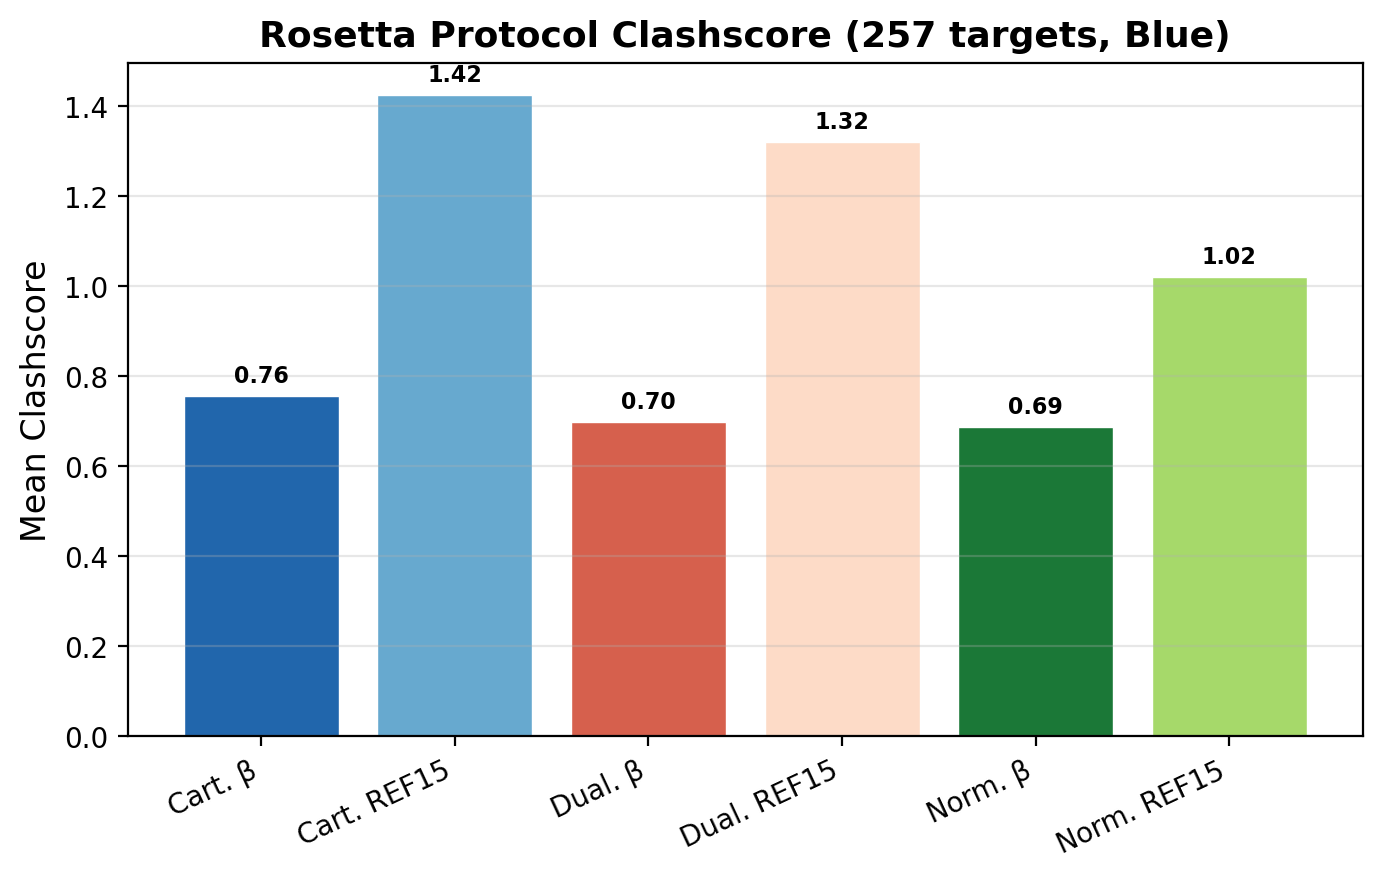 Rosetta Protocol Clashscore (257 targets, Blue)
Mean Clashscore
1.4
1.2
1.0
0.8
0.6
0.4
0.2
0.0
0.76
1.42
0.70
1.32
0.69
1.02
Cart. β
Cart. REF15
Dual. β
Dual. REF15
Norm. β
Norm. REF15